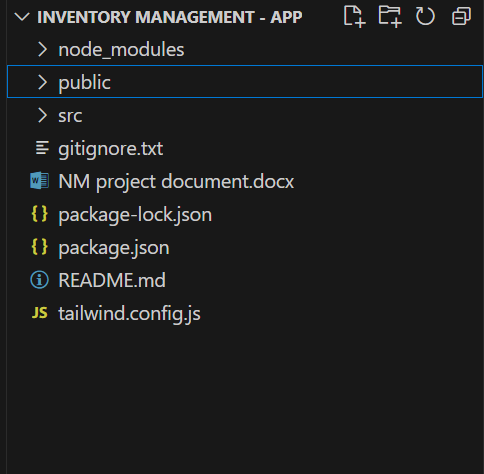 INVENTORY MANAGEMENT - APP
node_modules
public
src
gitignore.txt
NM project document.docx
package-lock.json
package.json
README.md
JS tailwind.config.js